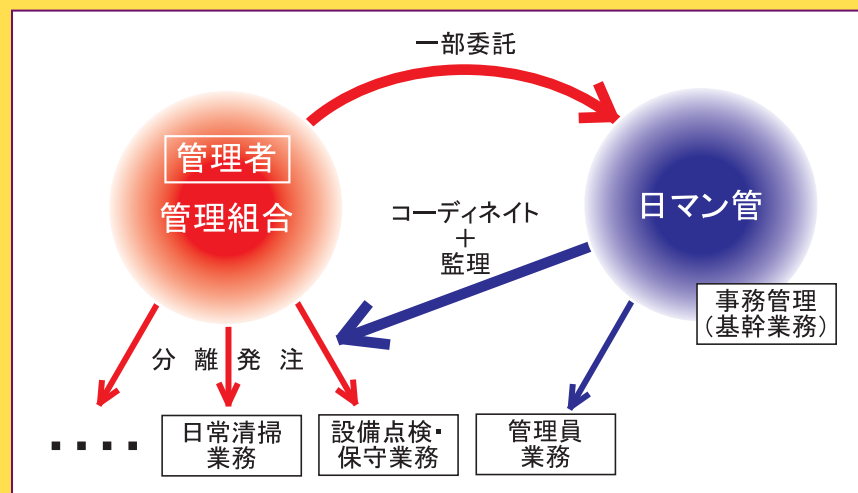 一部委託
管理者
管理組合
日マン管
コーディネイト
＋
監理
事務管理
（基幹業務）
分離発注
‥‥
日常清掃
業務
設備点検・
保守業務
管理員
業務